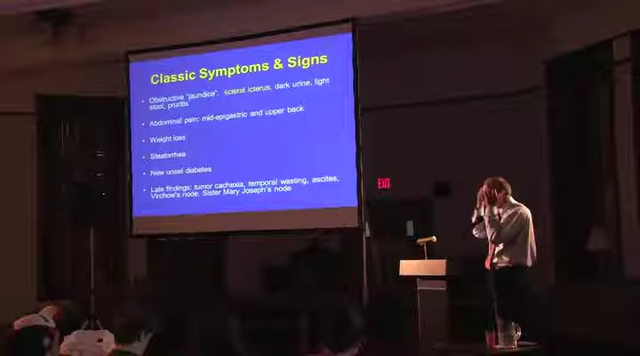 Classic Symptoms & Signs
• Obstructive "jaundice": scleral icterus, dark urine, light
stool, pruritis
• Abdominal pain: mid-epigastric and upper back
• Weight loss
• Steatorrhea
• New onset diabetes
• Late findings: tumor cachexia, temporal wasting, ascites,
Virchow's node, Sister Mary Joseph's node
EXIT